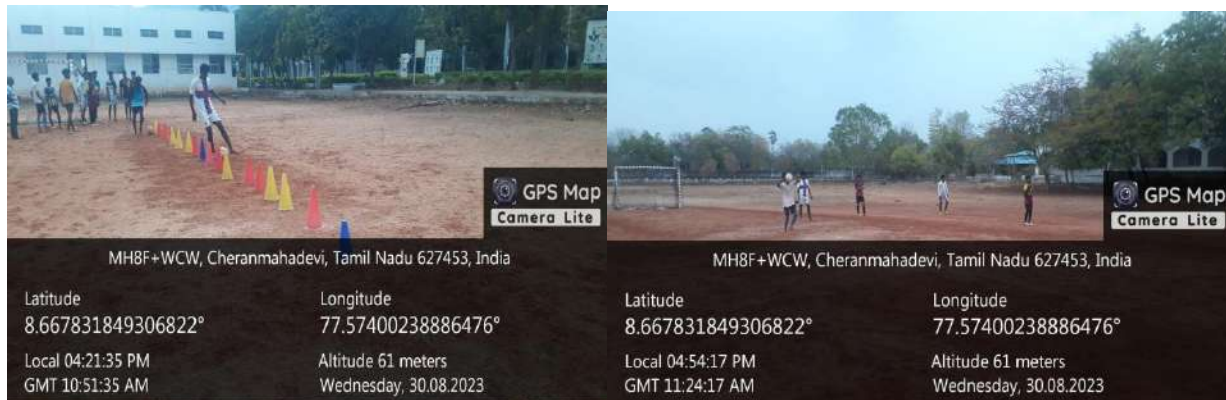 GPS Map
Camera Lite
MH8F+WCW, Cheranmahadevi, Tamil Nadu 627453, India
Latitude
8.667831849306822°
Longitude
77.57400238886476°
Local 04:21:35 PM
GMT 10:51:35 AM
Altitude 61 meters
Wednesday, 30.08.2023
GPS Map
Camera Lite
MH8F+WCW, Cheranmahadevi, Tamil Nadu 627453, India
Latitude
8.667831849306822°
Longitude
77.57400238886476°
Local 04:54:17 PM
GMT 11:24:17 AM
Altitude 61 meters
Wednesday, 30.08.2023